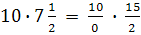 10 · 7 1/2 = 10/0 · 15/2